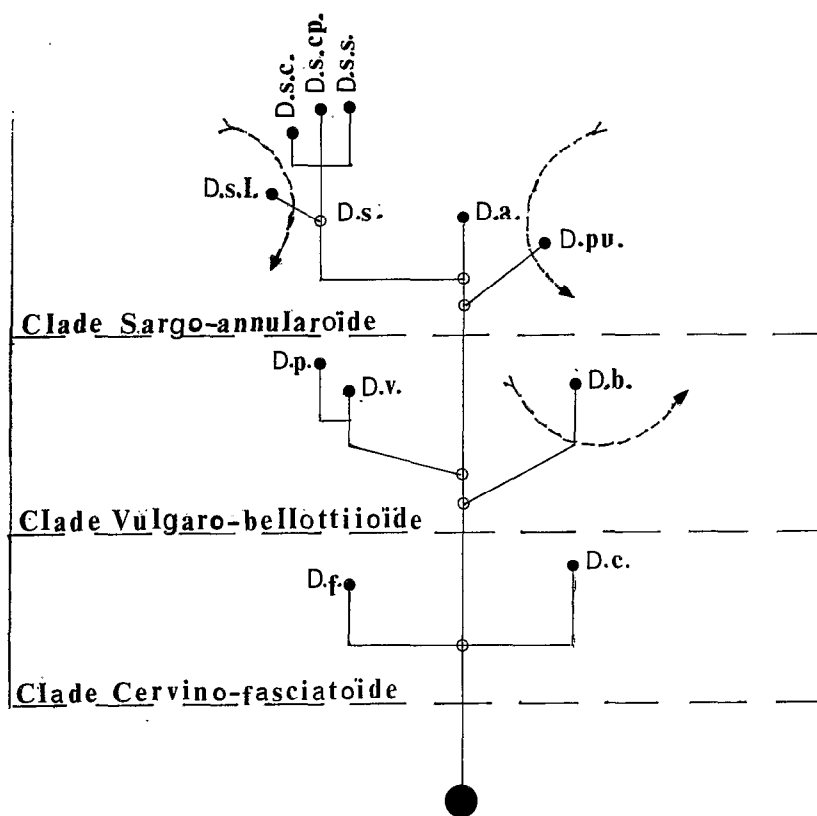 D.s.c.
D.s.cp.
D.s.s.
D.s.l.
D.s.
D.a.
D.pu.
Clade Sargo-annularoïde
D.p.
D.v.
D.b.
Clade Vulgaro-bellottiioïde
D.f.
D.c.
Clade Cervino-fasciatoïde